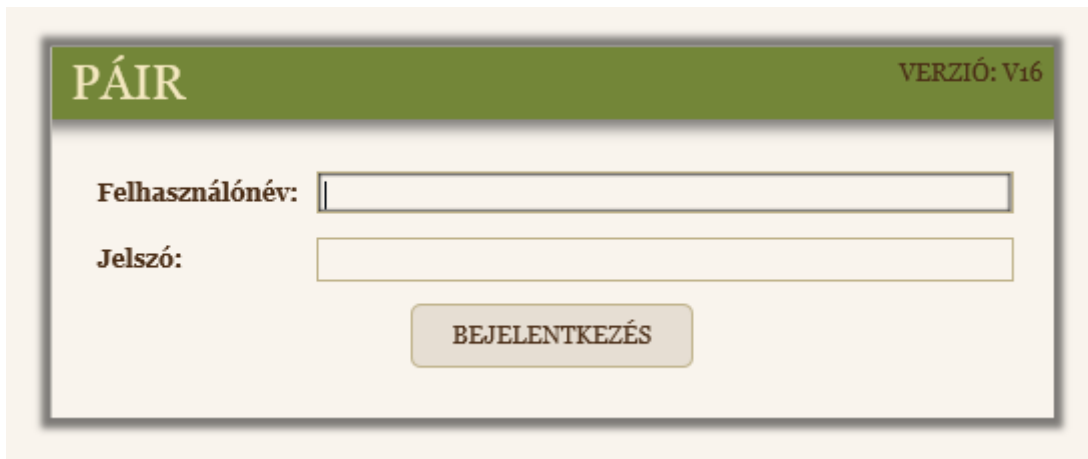 PÁIR
VERZIÓ: V16
Felhasználónév:
Jelszó:
BEJELENTKEZÉS